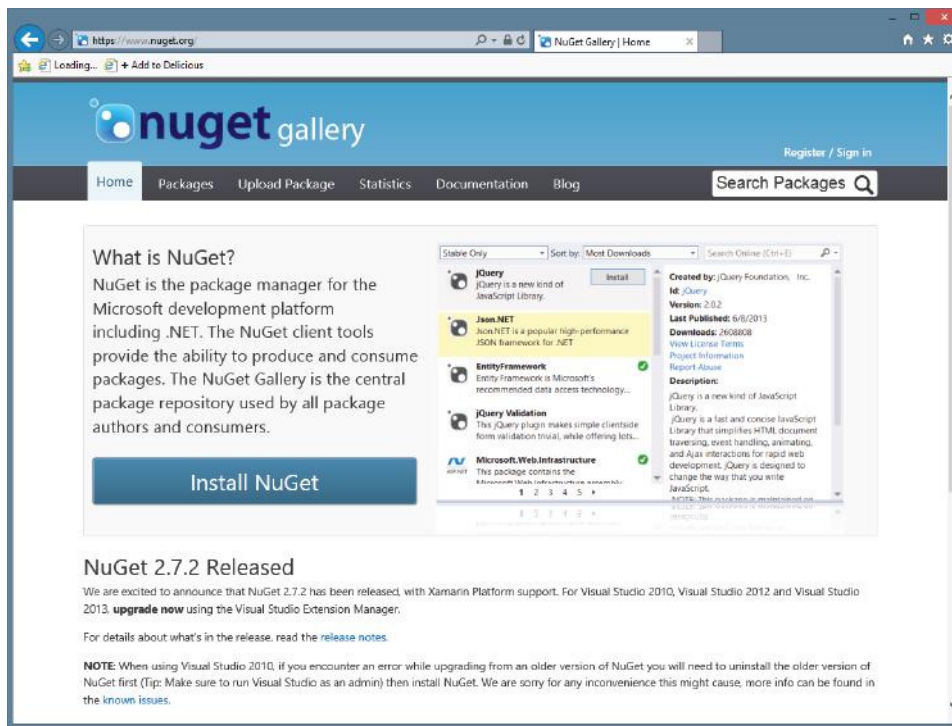 https://www.nuget.org/
NuGet Gallery | Home
Loading... + Add to Delicious
nuget gallery
Register / Sign in
Home Packages Upload Package Statistics Documentation Blog Search Packages
What is NuGet?
NuGet is the package manager for the
Microsoft development platform
including .NET. The NuGet client tools
provide the ability to produce and consume
packages. The NuGet Gallery is the central
package repository used by all package
authors and consumers.
Install NuGet
Stable Only Sort by: Most Downloads Search Online (Ctrl+E)
jQuery
jQuery is a new kind of
JavaScript Library.
Install
Json.NET
Json.NET is a popular high-performance
JSON framework for .NET
EntityFramework
Entity Framework is Microsoft's
recommended data access technology...
jQuery Validation
This jQuery plugin makes simple clientside
form validation trivial, while offering lots...
Microsoft.Web.Infrastructure
This package contains the
Microsoft.Web.Infrastructure assembly
1 2 3 4 5
Created by: jQuery Foundation, Inc.
Id: jQuery
Version: 2.0.2
Last Published: 6/8/2013
Downloads: 2608808
View License Terms
Project Information
Report Abuse
Description:
jQuery is a new kind of JavaScript
Library.
jQuery is a fast and concise JavaScript
Library that simplifies HTML document
traversing, event handling, animating,
and Ajax interactions for rapid web
development. jQuery is designed to
change the way that you write
JavaScript.
NOTE: This package is maintained on
NuGet 2.7.2 Released
We are excited to announce that NuGet 2.7.2 has been released, with Xamarin Platform support. For Visual Studio 2010, Visual Studio 2012 and Visual Studio
2013, upgrade now using the Visual Studio Extension Manager.
For details about what's in the release, read the release notes.
NOTE: When using Visual Studio 2010, if you encounter an error while upgrading from an older version of NuGet you will need to uninstall the older version of
NuGet first (Tip: Make sure to run Visual Studio as an admin) then install NuGet. We are sorry for any inconvenience this might cause, more info can be found in
the known issues.